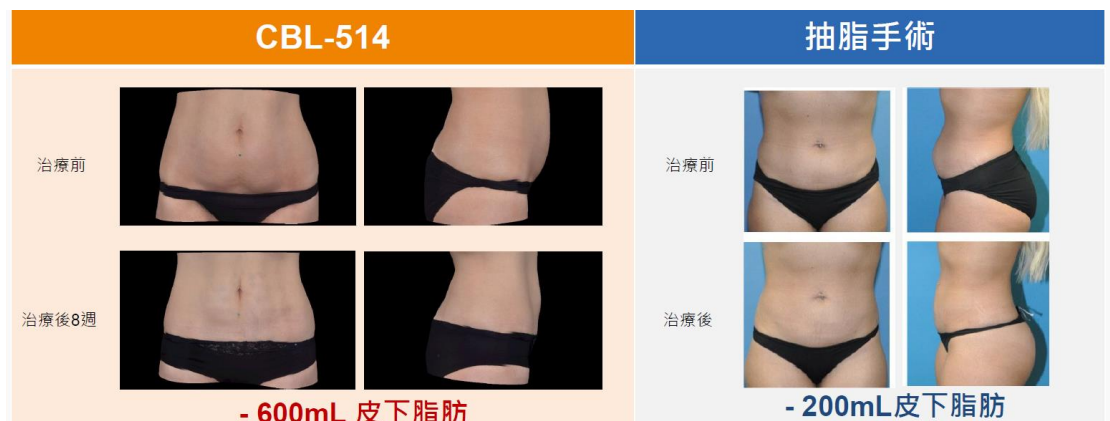 CBL-514
抽脂手術
治療前
治療前
治療後8週
治療後
- 600mL 皮下脂肪
- 200mL皮下脂肪